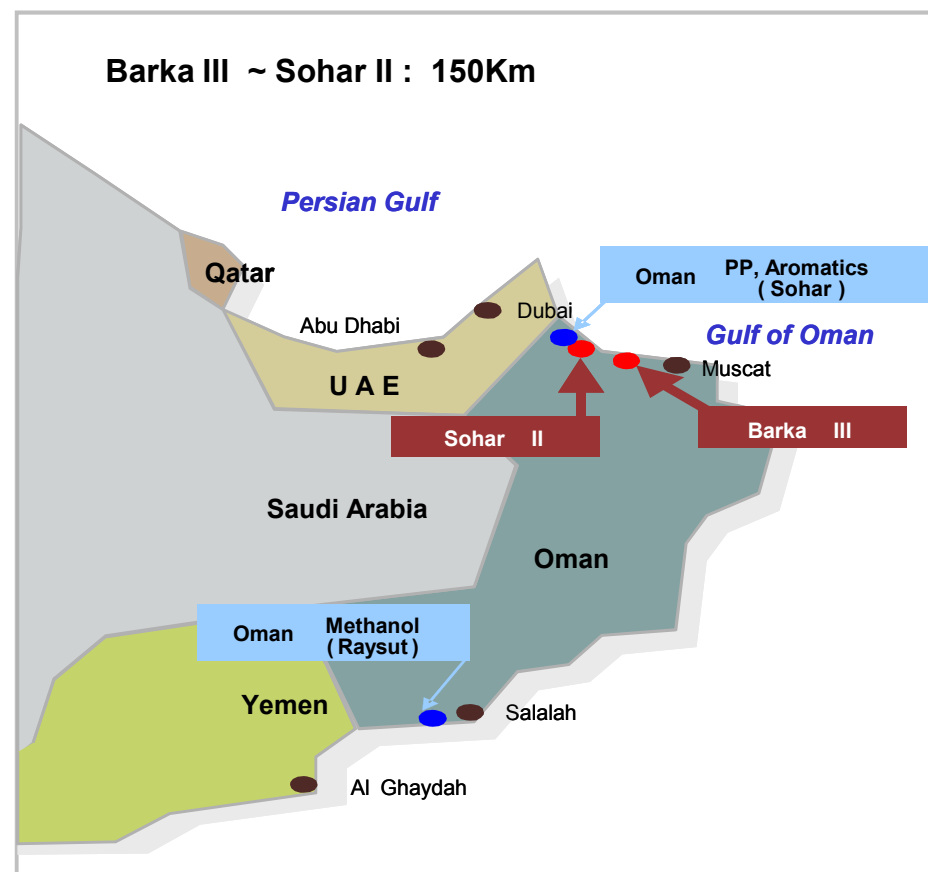 Barka III ~ Sohar II : 150Km
Persian Gulf
Qatar
Oman PP, Aromatics
( Sohar )
Dubai
Abu Dhabi
Gulf of Oman
Muscat
U A E
Sohar II
Barka III
Saudi Arabia
Oman
Oman Methanol
( Raysut )
Yemen
Salalah
Al Ghaydah